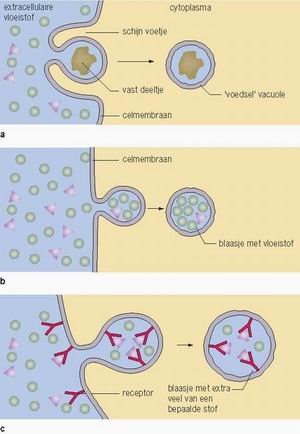 extracellulaire
vloeistof
cytoplasma
schijn voetje
vast deeltje
'voedsel' vacuole
celmembraan
a
celmembraan
blaasje met vloeistof
b
receptor
blaasje met extra
veel van een
bepaalde stof
c